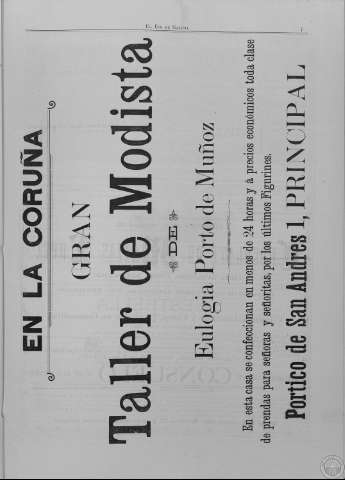 EN LA CORUÑA
GRAN
Taller de Modista
DE
Eulogia Porto de Muñoz
En esta casa se confeccionan en menos de 24 horas y á precios económicos toda clase
de prendas para señoras y señoritas, por los últimos Figurines.
Portico de San Andres 1, PRINCIPAL